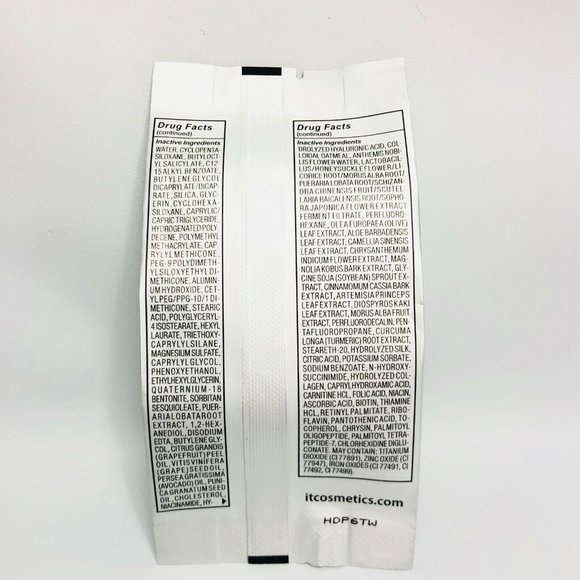 Drug Facts
(continued)
Inactive Ingredients
WATER, CYCLOPENTA-
SILOXANE, BUTYLOCT-
YL SALICYLATE, C12-
15 ALKYL BENZOATE,
BUTYLENE GLYCOL
DICAPRYLATE/DICAP-
RATE, SILICA, GLYC-
ERIN, CYCLOHEXA-
SILOXANE, CAPRYLIC/
CAPRIC TRIGLYCERIDE,
HYDROGENATED POLY-
DECENE, POLYMETHYL
METHACRYLATE, CAP-
RYLYL METHICONE,
PEG-9 POLYDIMETH-
YLSILOXYETHYL DI-
METHICONE, ALUMIN-
UM HYDROXIDE, CET-
YL PEG/PPG-10/1 DI-
METHICONE, STEARIC
ACID, POLYGLYCERYL-
4 ISOSTEARATE, HEXYL
LAURATE, TRIETHOXY-
CAPRYLYLSILANE,
MAGNESIUM SULFATE,
CAPRYLYL GLYCOL,
PHENOXYETHANOL,
ETHYLHEXYLGLYCERIN,
QUATERNIUM-18
BENTONITE, SORBITAN
SESQUIOLEATE, PUER-
ARIA LOBATA ROOT
EXTRACT, 1,2-HEX-
ANEDIOL, DISODIUM
EDTA, BUTYLENE GLY-
COL, CITRUS GRANDIS
(GRAPEFRUIT) PEEL
OIL, VITIS VINIFERA
(GRAPE) SEED OIL,
PERSEA GRATISSIMA
(AVOCADO) OIL, PUNI-
CA GRANATUM SEED
OIL, CHOLESTEROL,
NIACINAMIDE, HY-
Drug Facts
(continued)
Inactive Ingredients
DROLYZED HYALURONIC ACID, COL-
LOIDAL OATMEAL, ANTHEMIS NOBI-
LIS FLOWER WATER, LACTOBACIL-
LUS/HONEYSUCKLE FLOWER/LI-
CORICE ROOT/MORUS ALBA ROOT/
PUERARIA LOBATA ROOT/SCHIZAN-
DRA CHINENSIS FRUIT/SCUTEL-
LARIA BAICALENSIS ROOT/SOPHO-
RA JAPONICA FLOWER EXTRACT
FERMENT FILTRATE, PERFLUORO-
HEXANE, OLEA EUROPAEA (OLIVE)
LEAF EXTRACT, ALOE BARBADENSIS
LEAF EXTRACT, CAMELLIA SINENSIS
LEAF EXTRACT, CHRYSANTHEMUM
INDICUM FLOWER EXTRACT, MAG-
NOLIA KOBUS BARK EXTRACT, GLY-
CINE SOJA (SOYBEAN) SPROUT EX-
TRACT, CINNAMOMUM CASSIA BARK
EXTRACT, ARTEMISIA PRINCEPS
LEAF EXTRACT, DIOSPYROS KAKI
LEAF EXTRACT, MORUS ALBA FRUIT
EXTRACT, PERFLUORODECALIN, PEN-
TAFLUOROPROPANE, CURCUMA
LONGA (TURMERIC) ROOT EXTRACT,
STEARETH-20, HYDROLYZED SILK,
CITRIC ACID, POTASSIUM SORBATE,
SODIUM BENZOATE, N-HYDROXY-
SUCCINIMIDE, HYDROLYZED COL-
LAGEN, CAPRYLHYDROXAMIC ACID,
CARNITINE HCL, FOLIC ACID, NIACIN,
ASCORBIC ACID, BIOTIN, THIAMINE
HCL, RETINYL PALMITATE, RIBO-
FLAVIN, PANTOTHENIC ACID, TO-
COPHEROL, CHRYSIN, PALMITOYL
OLIGOPEPTIDE, PALMITOYL TETRA-
PEPTIDE-7, CHLORHEXIDINE DIGLU-
CONATE. MAY CONTAIN: TITANIUM
DIOXIDE (CI 77891), ZINC OXIDE (CI
77947), IRON OXIDES (CI 77491, CI
77492, CI 77499).
itcosmetics.com
HDP6TW